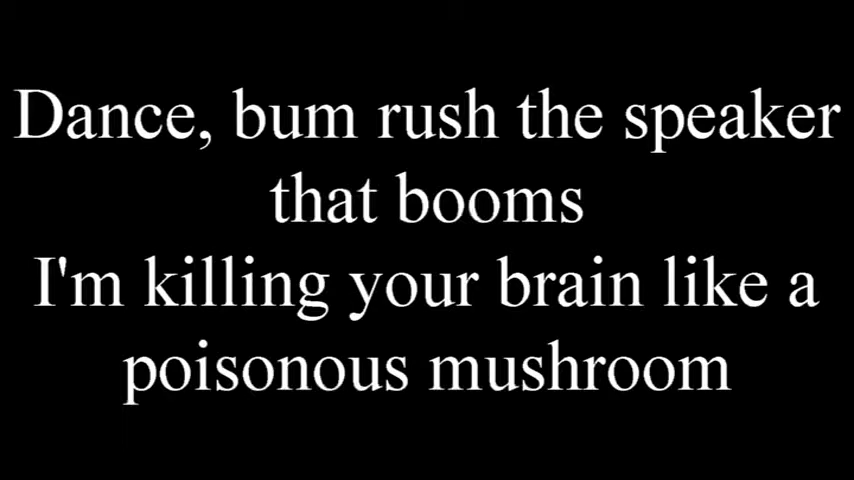 Dance, bum rush the speaker
that booms
I'm killing your brain like a
poisonous mushroom